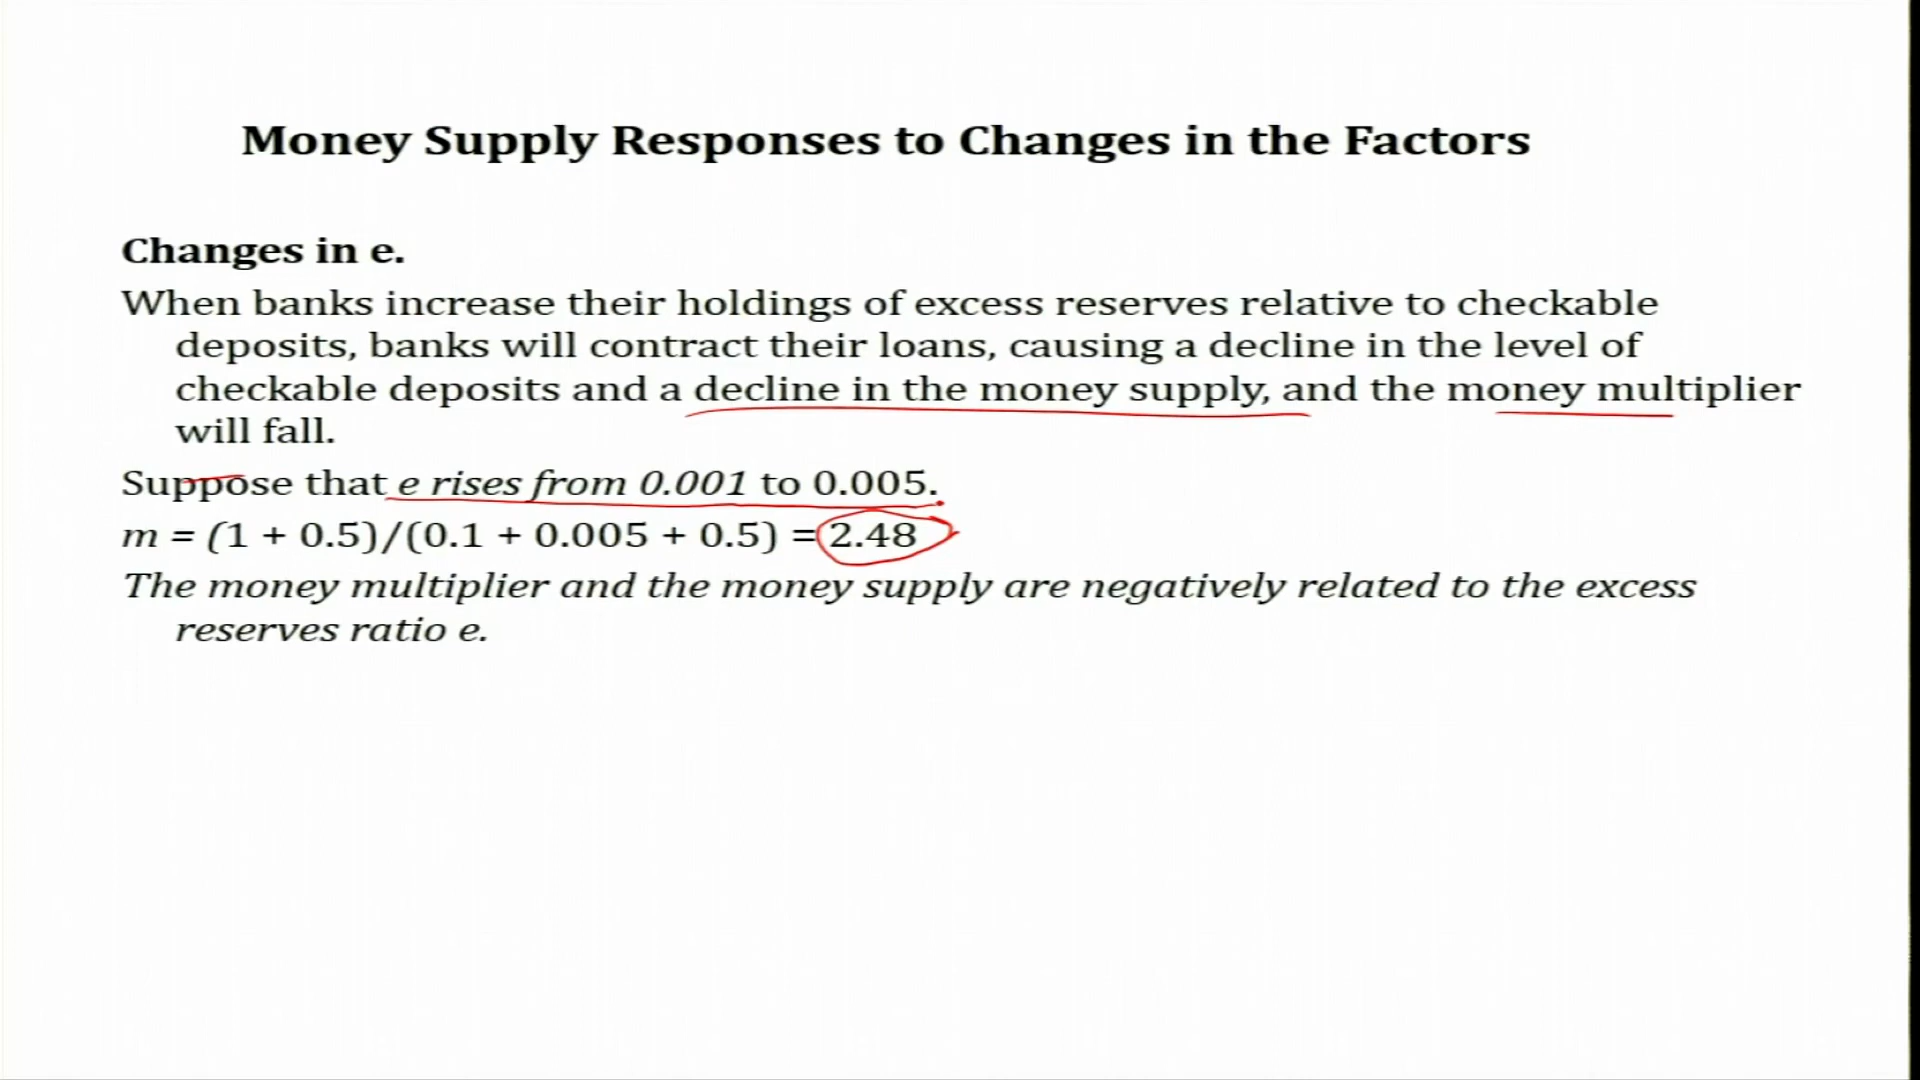 Money Supply Responses to Changes in the Factors
Changes in e.
When banks increase their holdings of excess reserves relative to checkable
deposits, banks will contract their loans, causing a decline in the level of
checkable deposits and a decline in the money supply, and the money multiplier
will fall.
Suppose that e rises from 0.001 to 0.005.
m = (1 + 0.5)/(0.1 + 0.005 + 0.5) = 2.48
The money multiplier and the money supply are negatively related to the excess
reserves ratio e.